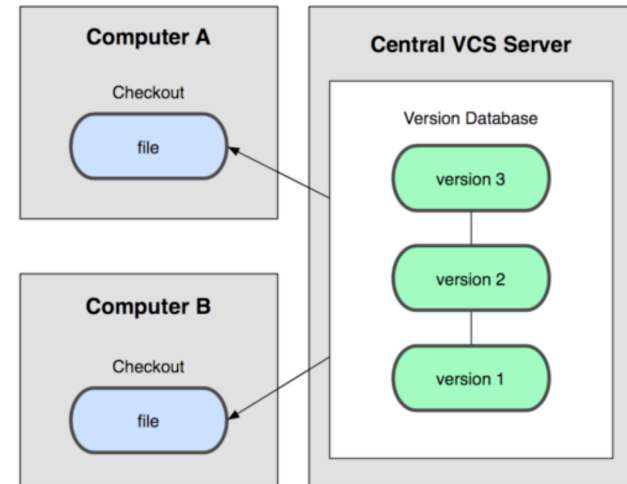 Computer A
Checkout
file
Computer B
Checkout
file
Central VCS Server
Version Database
version 3
version 2
version 1